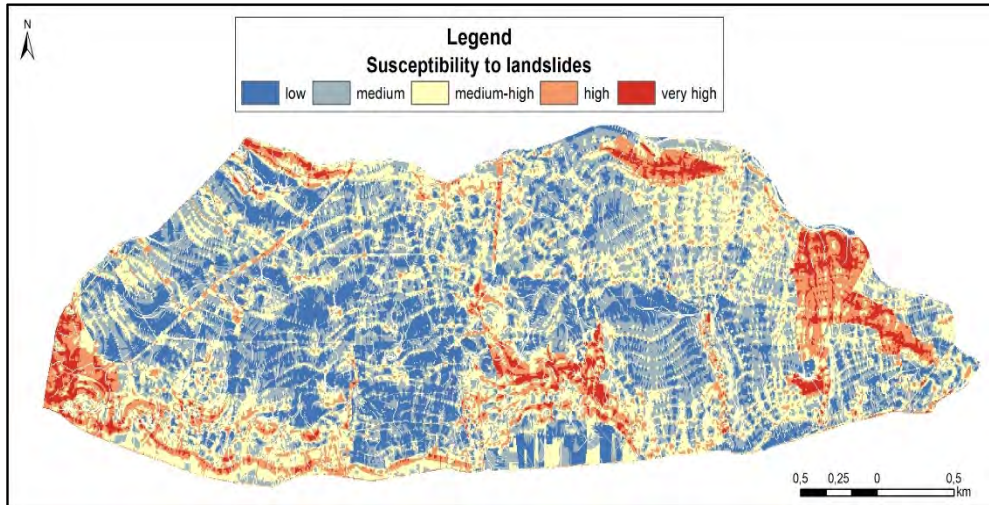 N
Legend
Susceptibility to landslides
low medium medium-high high very high
0,5 0,25 0 0,5
km